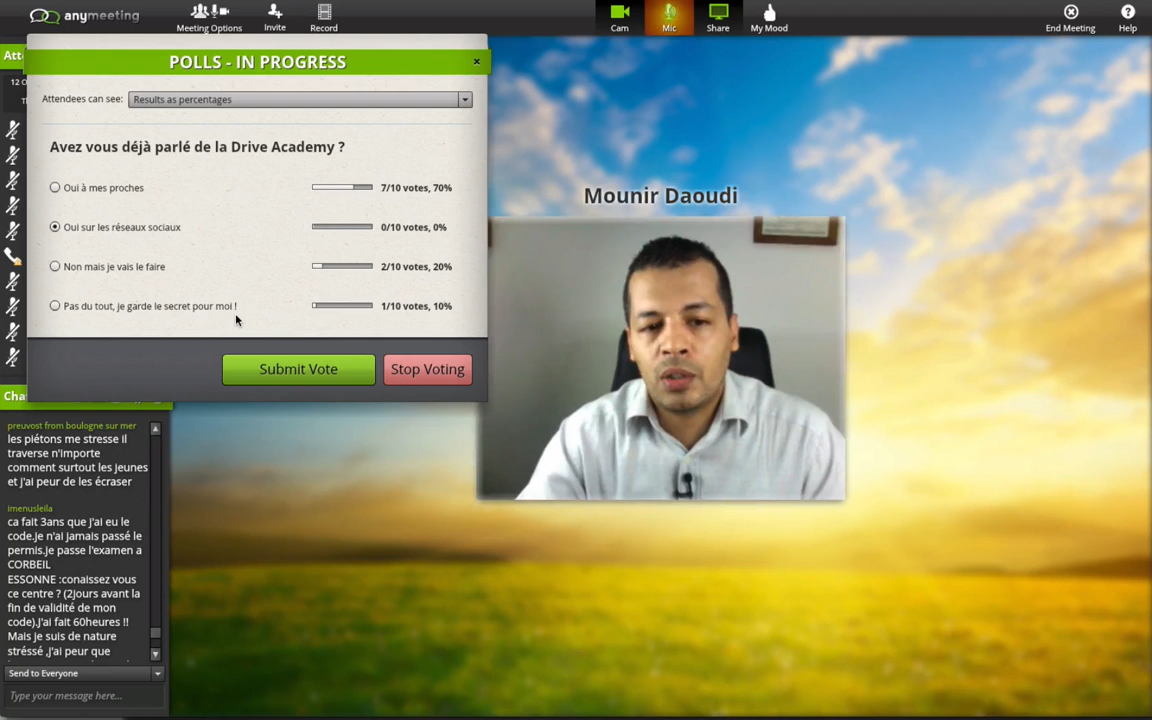 anymeeting
Meeting Options
Invite
Record
Cam
Mic
Share
My Mood
End Meeting
Help
Att
POLLS - IN PROGRESS
×
Attendees can see: Results as percentages
12 O
Th
Avez vous déjà parlé de la Drive Academy ?
Oui à mes proches 7/10 votes, 70%
Oui sur les réseaux sociaux 0/10 votes, 0%
Non mais je vais le faire 2/10 votes, 20%
Pas du tout, je garde le secret pour moi ! 1/10 votes, 10%
Submit Vote
Stop Voting
Mounir Daoudi
Cha
preuvost from boulogne sur mer
les piétons me stresse il
traverse n'importe
comment surtout les jeunes
et j'ai peur de les écraser
imenusleila
ca fait 3ans que j'ai eu le
code.je n'ai jamais passé le
permis.je passe l'examen a
CORBEIL
ESSONNE :conaissez vous
ce centre ? (2jours avant la
fin de validité de mon
code).J'ai fait 60heures !!
Mais je suis de nature
stréssé ,j'ai peur que
Send to Everyone
Type your message here...